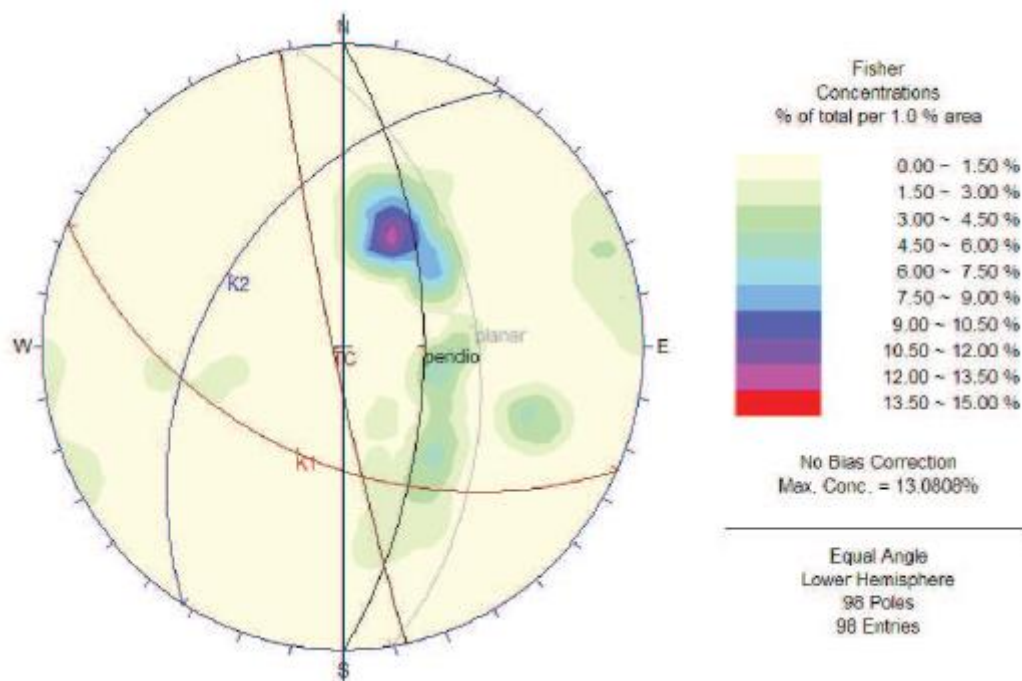 N
Fisher
Concentrations
% of total per 1.0 % area
0.00 ~ 1.50 %
1.50 ~ 3.00 %
3.00 ~ 4.50 %
4.50 ~ 6.00 %
6.00 ~ 7.50 %
7.50 ~ 9.00 %
9.00 ~ 10.50 %
10.50 ~ 12.00 %
12.00 ~ 13.50 %
13.50 ~ 15.00 %
K2
planar
W
TC
pendio
E
K1
No Bias Correction
Max. Conc. = 13.0808%
Equal Angle
Lower Hemisphere
98 Poles
98 Entries
S